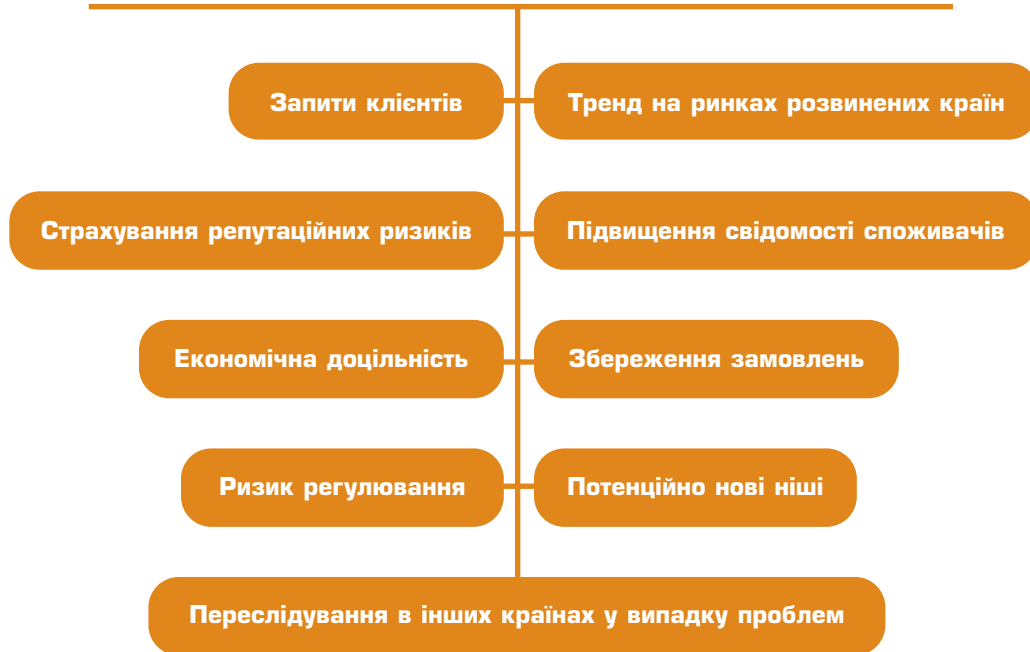 Запити клієнтів
Тренд на ринках розвинених країн
Страхування репутаційних ризиків
Підвищення свідомості споживачів
Економічна доцільність
Збереження замовлень
Ризик регулювання
Потенційно нові ніші
Переслідування в інших країнах у випадку проблем